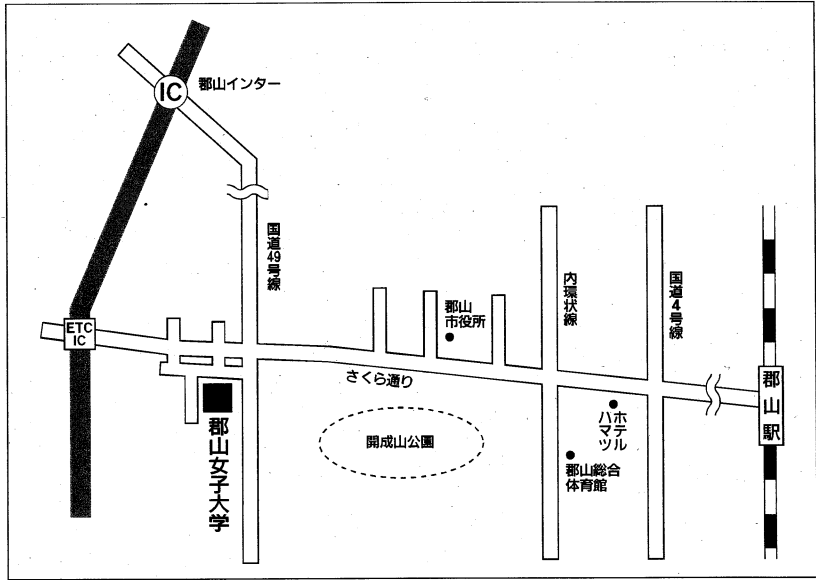 IC
郡山インター
国道49号線
内環状線
国道4号線
郡山
市役所
ETC
IC
さくら通り
郡山駅
ホテル
ハマツ
郡山女子大学
開成山公園
郡山総合
体育館